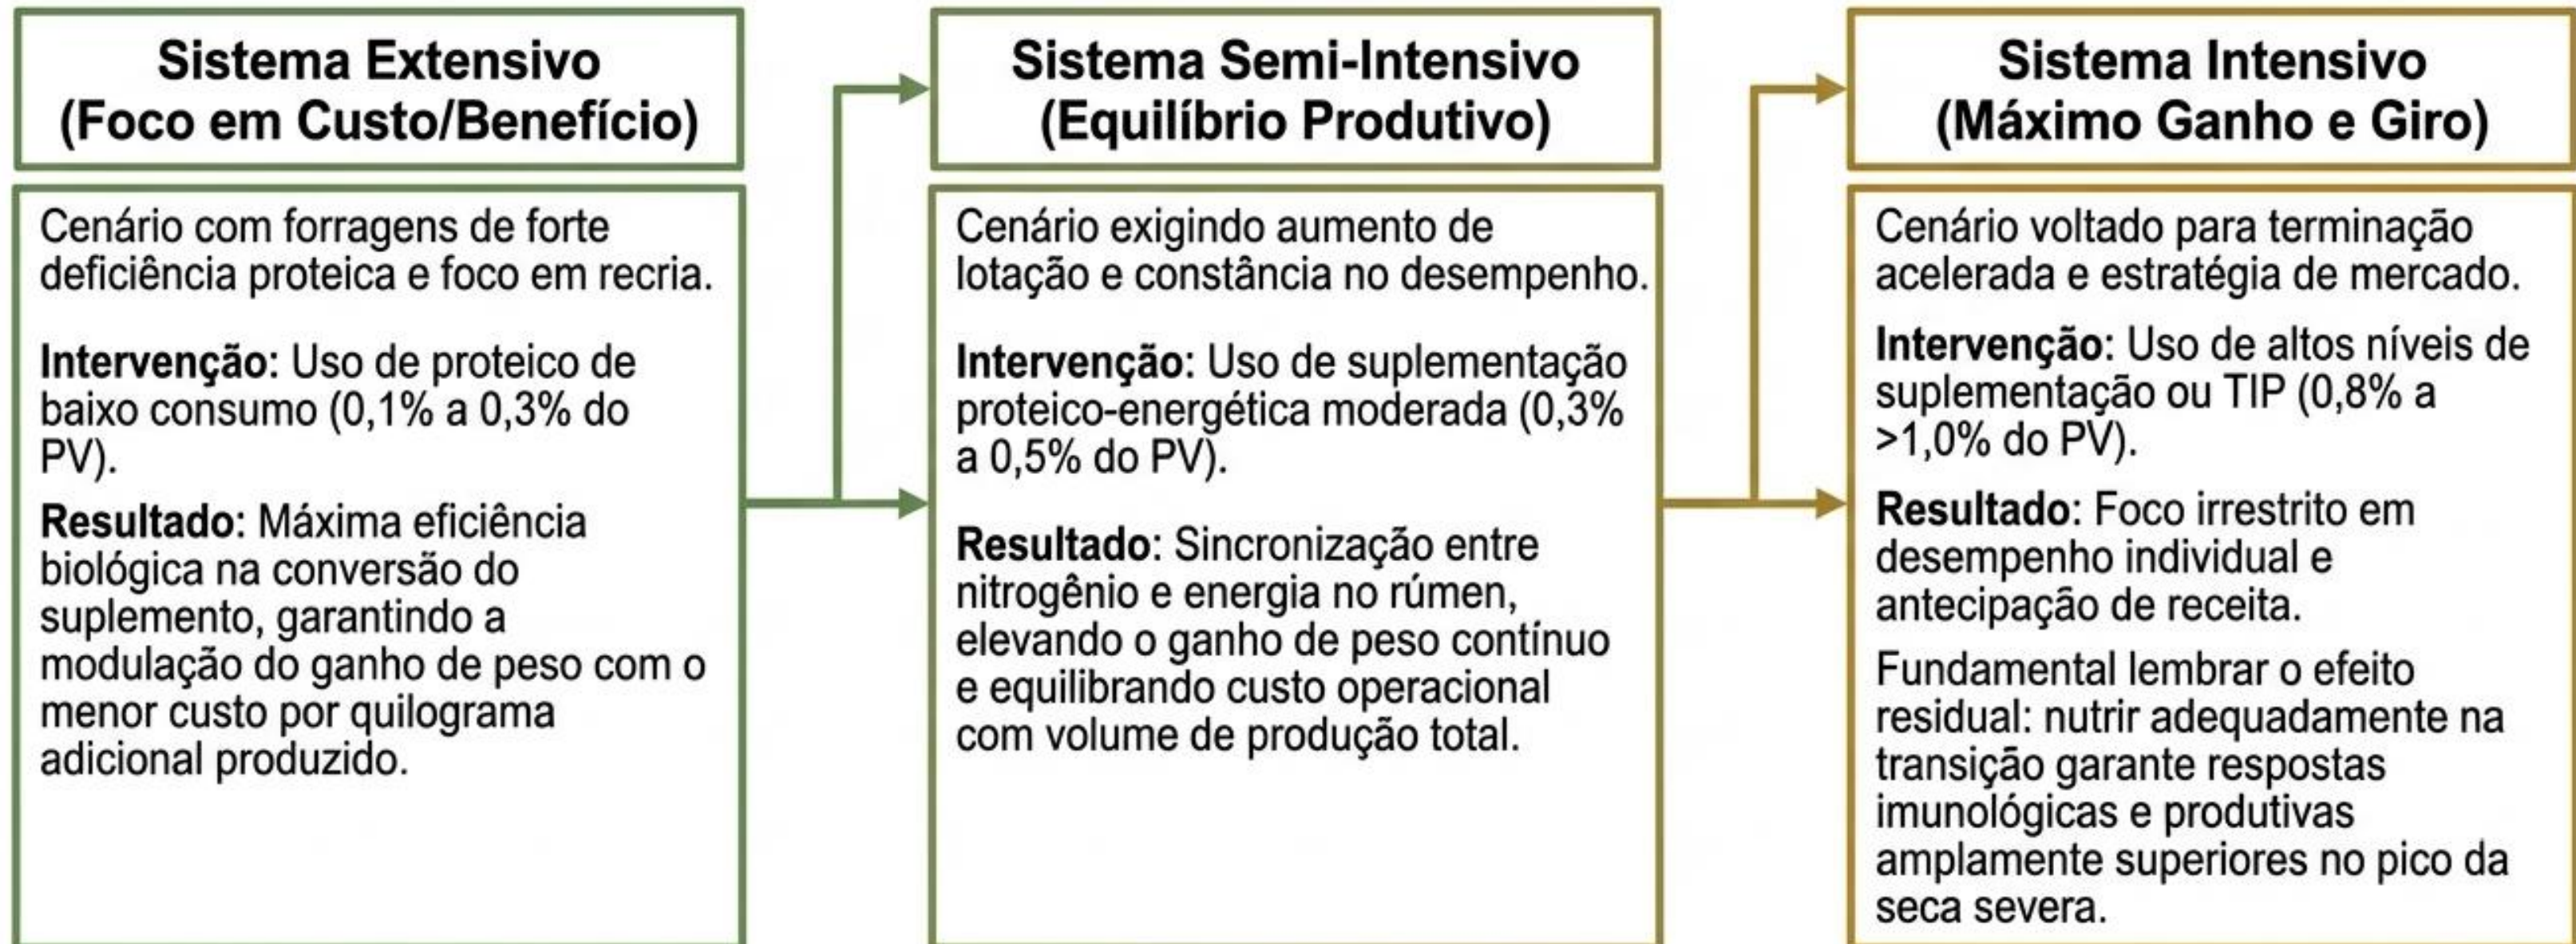 Sistema Extensivo
(Foco em Custo/Benefício)
Cenário com forragens de forte
deficiência proteica e foco em recria.
Intervenção: Uso de proteico de
baixo consumo (0,1% a 0,3% do
PV).
Resultado: Máxima eficiência
biológica na conversão do
suplemento, garantindo a
modulação do ganho de peso com o
menor custo por quilograma
adicional produzido.
Sistema Semi-Intensivo
(Equilíbrio Produtivo)
Cenário exigindo aumento de
lotação e constância no desempenho.
Intervenção: Uso de suplementação
proteico-energética moderada (0,3%
a 0,5% do PV).
Resultado: Sincronização entre
nitrogênio e energia no rúmen,
elevando o ganho de peso contínuo
e equilibrando custo operacional
com volume de produção total.
Sistema Intensivo
(Máximo Ganho e Giro)
Cenário voltado para terminação
acelerada e estratégia de mercado.
Intervenção: Uso de altos níveis de
suplementação ou TIP (0,8% a
>1,0% do PV).
Resultado: Foco irrestrito em
desempenho individual e
antecipação de receita.
Fundamental lembrar o efeito
residual: nutrir adequadamente na
transição garante respostas
imunológicas e produtivas
amplamente superiores no pico da
seca severa.